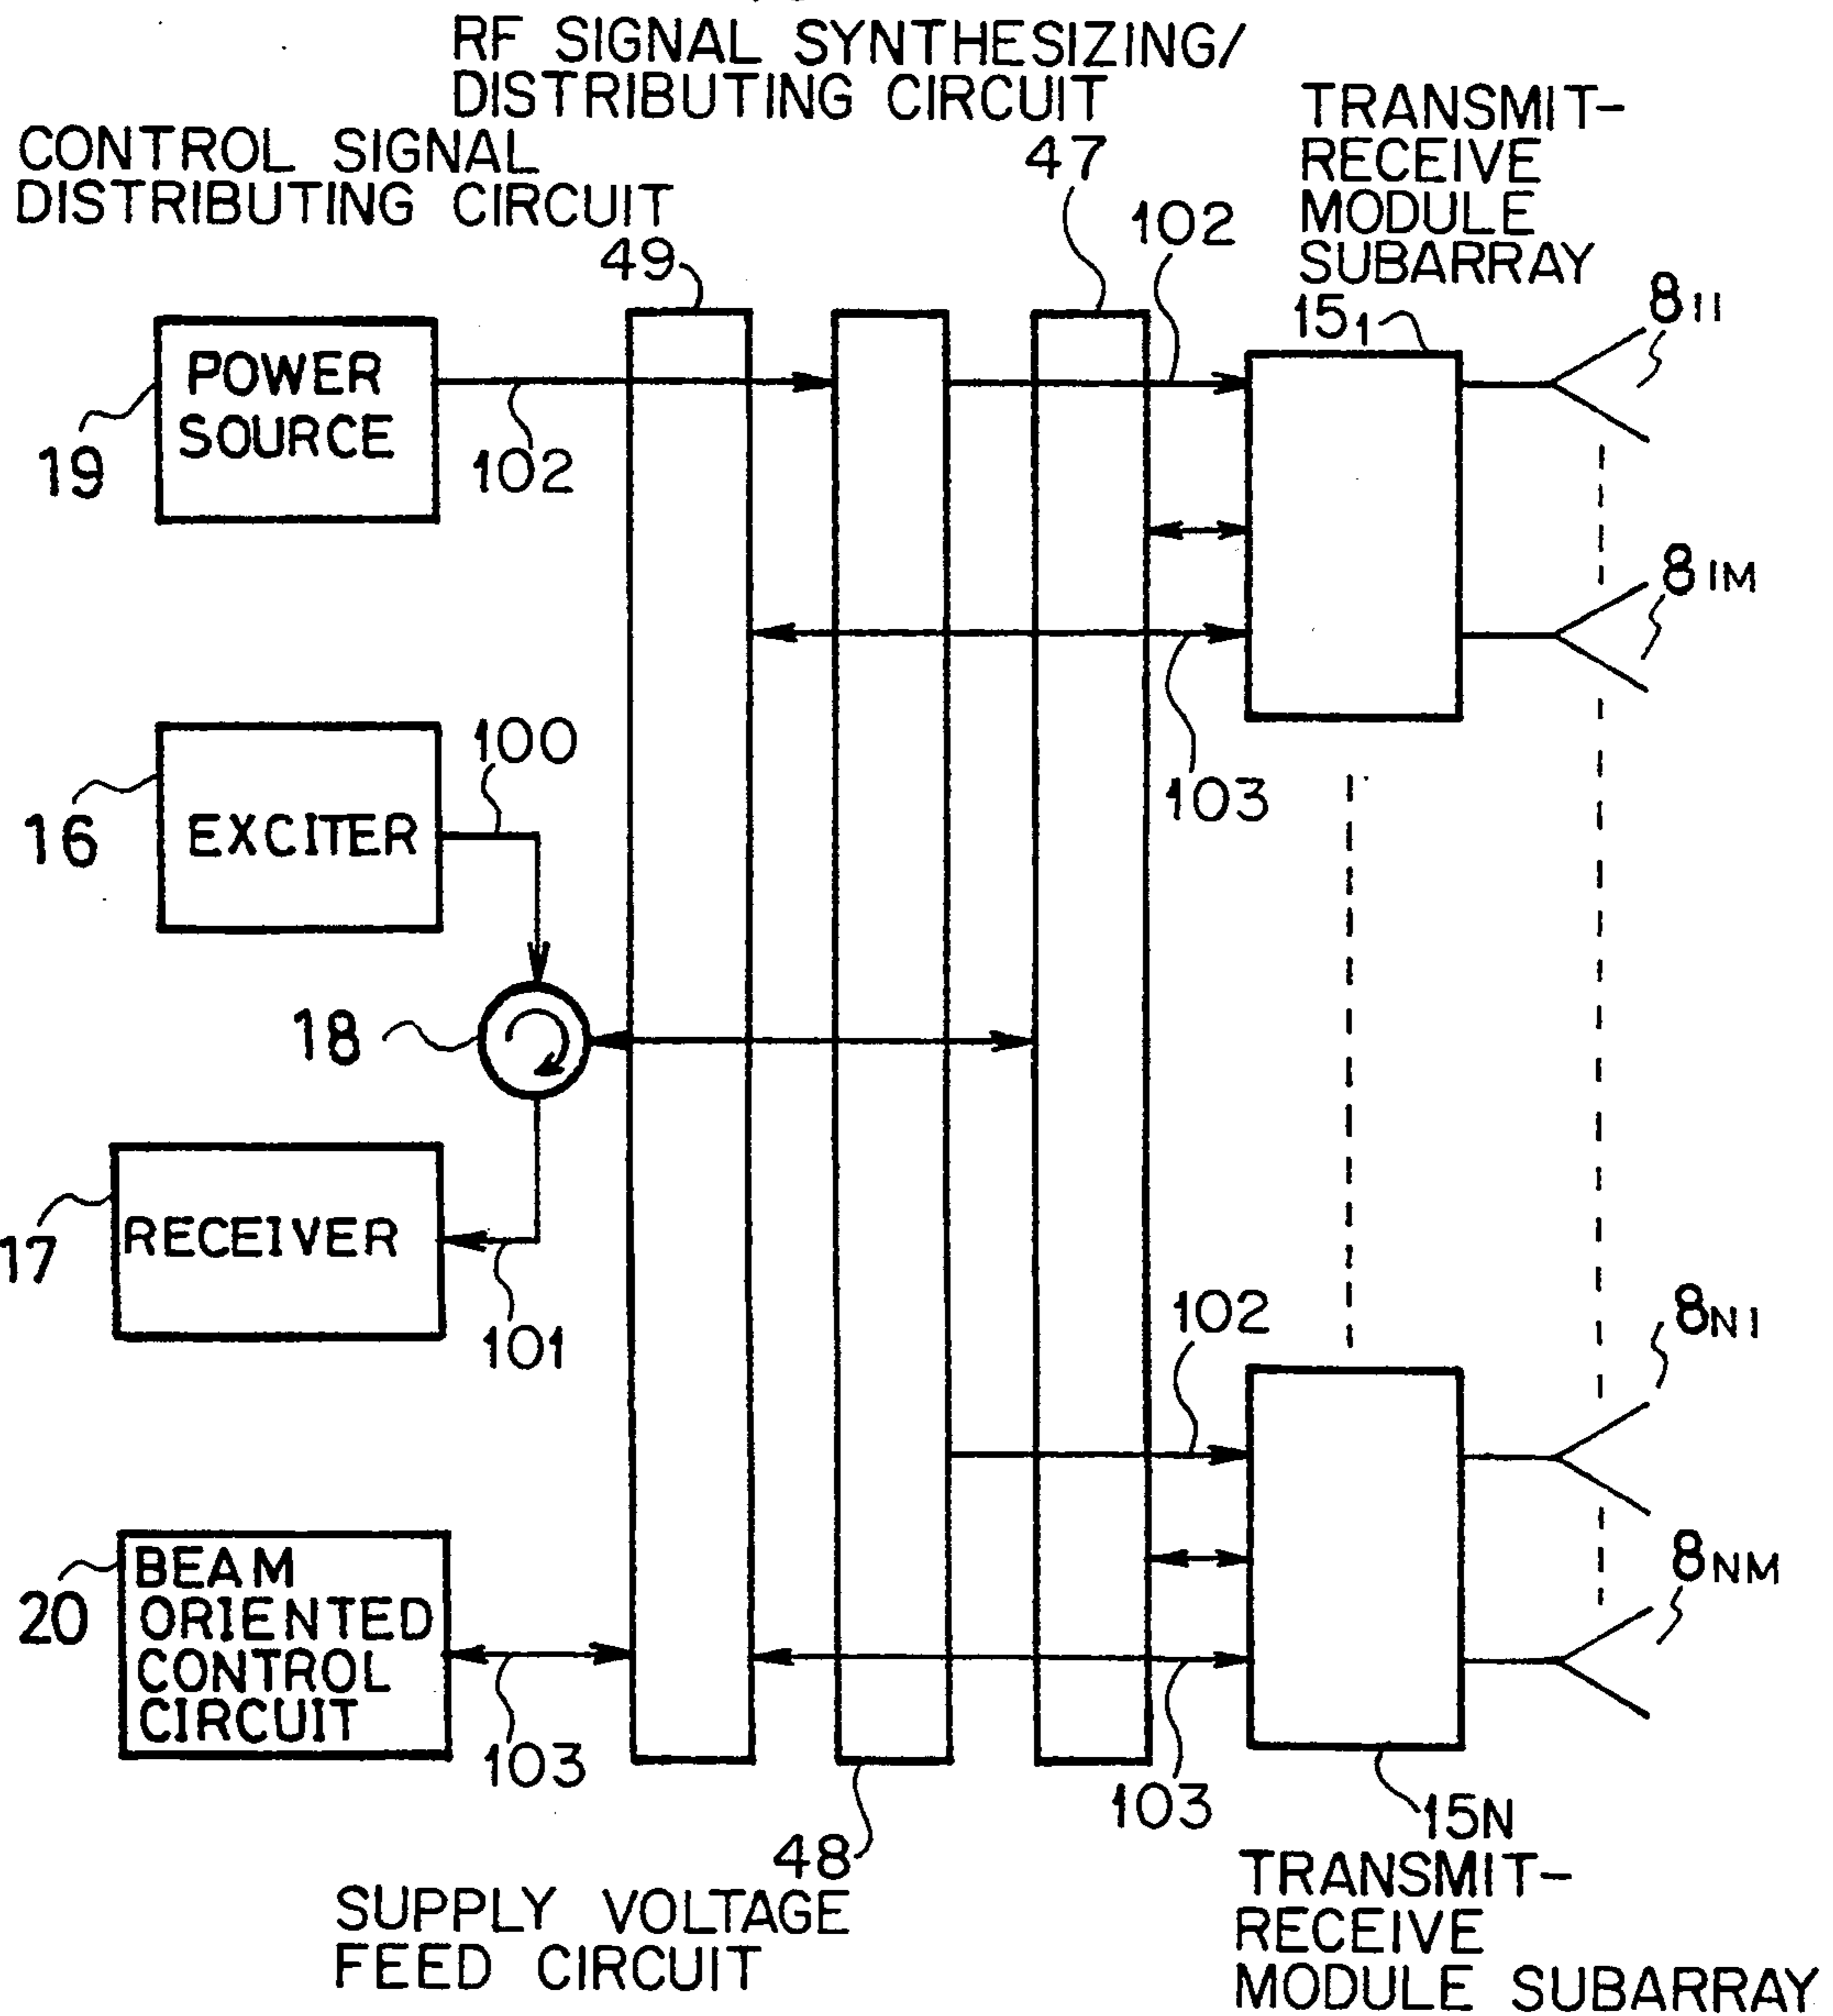 RF SIGNAL SYNTHESIZING/
DISTRIBUTING CIRCUIT
47
CONTROL SIGNAL
DISTRIBUTING CIRCUIT
49
TRANSMIT-
RECEIVE
MODULE
SUBARRAY
15₁
102
8₁₁
POWER
SOURCE
19
102
8₁ₘ
103
EXCITER
16
100
18
RECEIVER
17
101
102
8ₙ₁
BEAM
ORIENTED
CONTROL
CIRCUIT
20
103
8ₙₘ
103
48
SUPPLY VOLTAGE
FEED CIRCUIT
15N
TRANSMIT-
RECEIVE
MODULE SUBARRAY